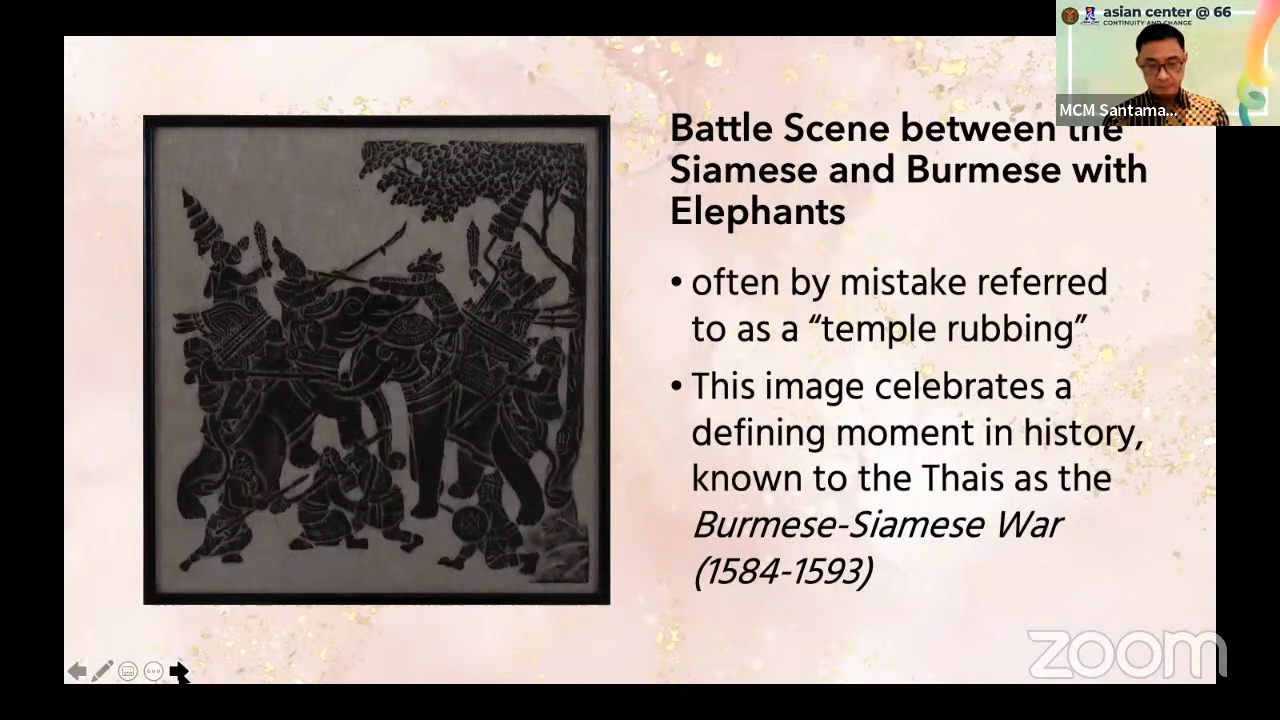 asian center @ 66
CONTINUITY AND CHANGE
MCM Santama...
Battle Scene between the
Siamese and Burmese with
Elephants
• often by mistake referred
to as a “temple rubbing”
• This image celebrates a
defining moment in history,
known to the Thais as the
Burmese-Siamese War
(1584-1593)
zoom